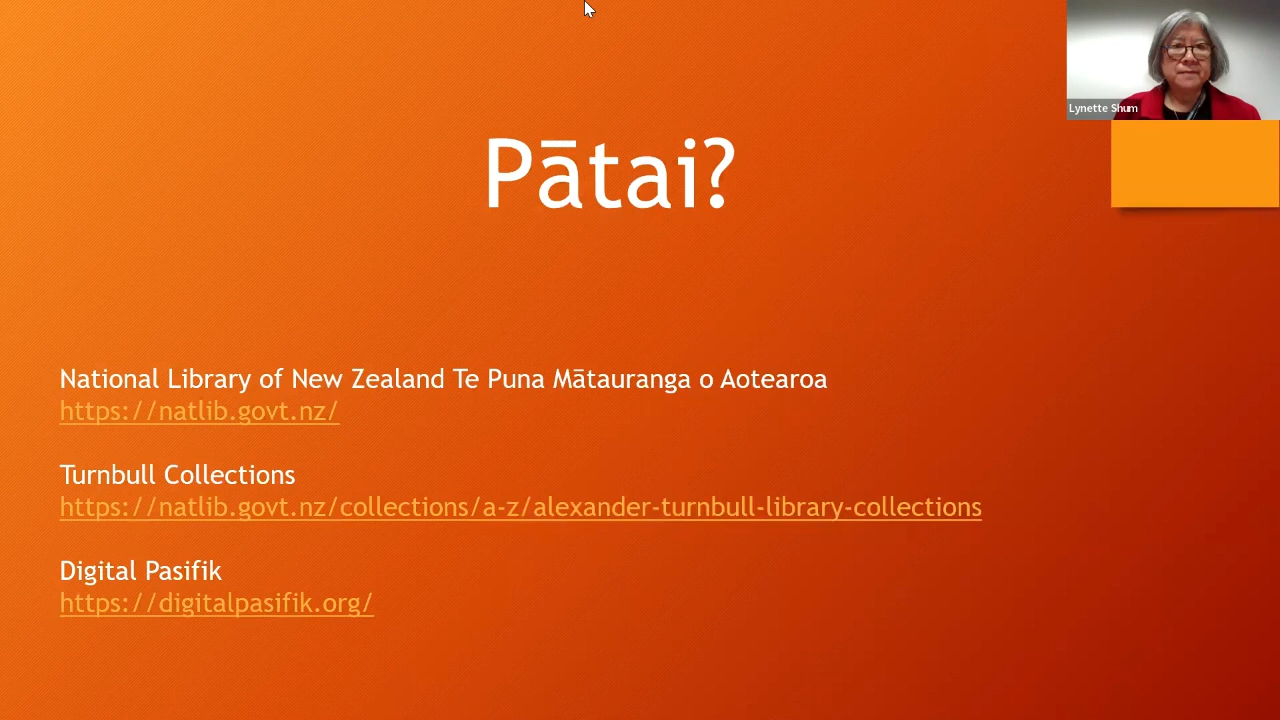 Lynette Shum
Pātai?
National Library of New Zealand Te Puna Mātauranga o Aotearoa
https://natlib.govt.nz/
Turnbull Collections
https://natlib.govt.nz/collections/a-z/alexander-turnbull-library-collections
Digital Pasifik
https://digitalpasifik.org/